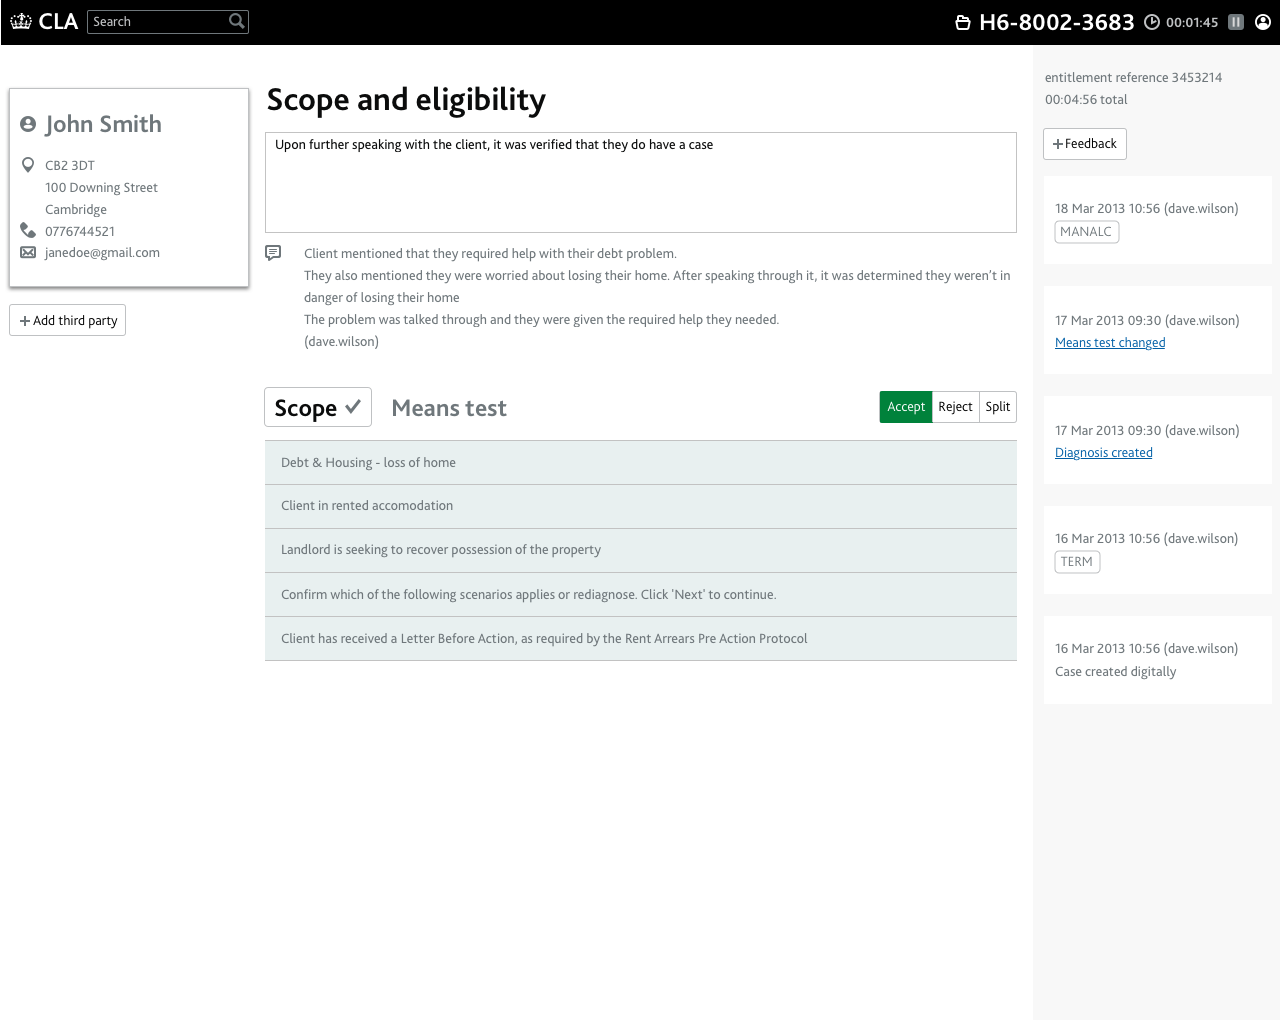 CLA
Search
H6-8002-3683
00:01:45
John Smith
CB2 3DT
100 Downing Street
Cambridge
0776744521
janedoe@gmail.com
Add third party
Scope and eligibility
Upon further speaking with the client, it was verified that they do have a case
Client mentioned that they required help with their debt problem.
They also mentioned they were worried about losing their home. After speaking through it, it was determined they weren't in
danger of losing their home
The problem was talked through and they were given the required help they needed.
(dave.wilson)
Scope
Means test
Accept
Reject
Split
Debt & Housing - loss of home
Client in rented accomodation
Landlord is seeking to recover possession of the property
Confirm which of the following scenarios applies or rediagnose. Click 'Next' to continue.
Client has received a Letter Before Action, as required by the Rent Arrears Pre Action Protocol
entitlement reference 3453214
00:04:56 total
Feedback
18 Mar 2013 10:56 (dave.wilson)
MANALC
17 Mar 2013 09:30 (dave.wilson)
Means test changed
17 Mar 2013 09:30 (dave.wilson)
Diagnosis created
16 Mar 2013 10:56 (dave.wilson)
TERM
16 Mar 2013 10:56 (dave.wilson)
Case created digitally